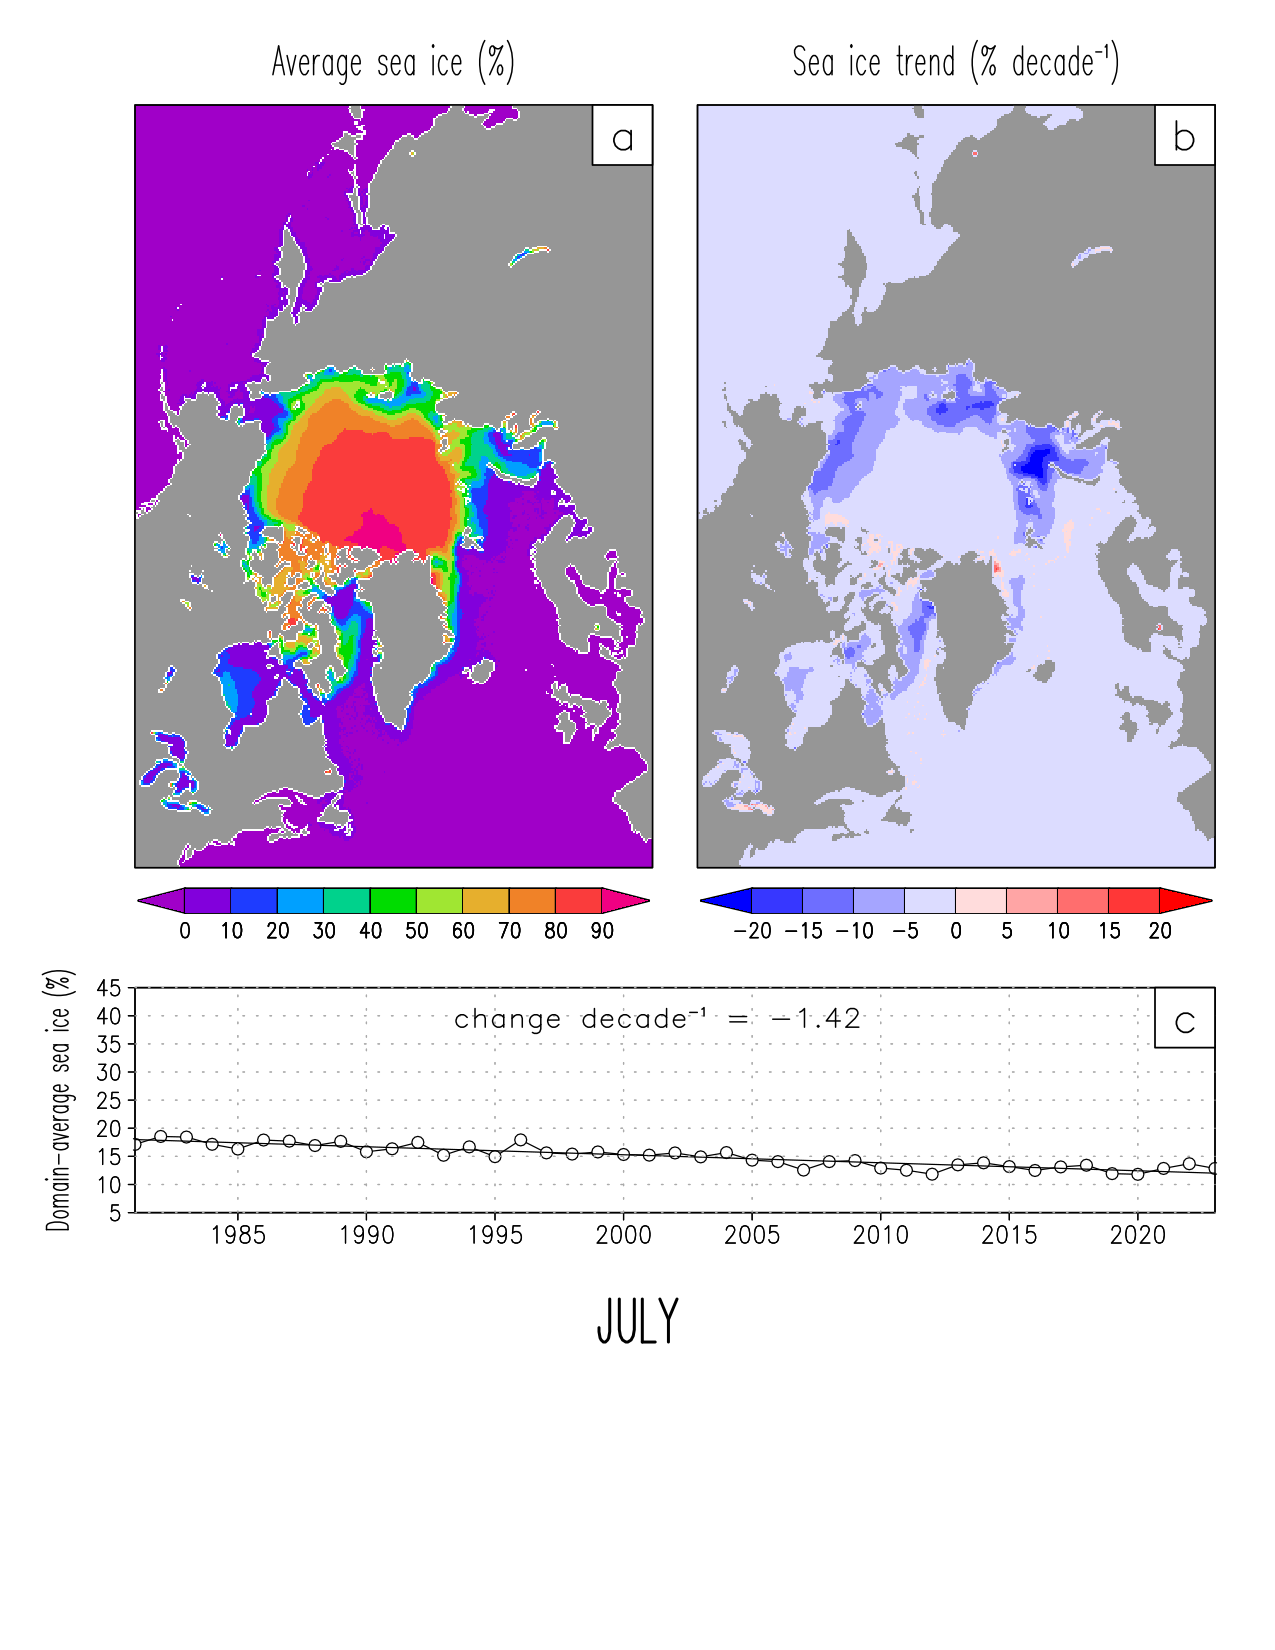 Average sea ice (%)
Sea ice trend (% decade⁻¹)
a
b
0 10 20 30 40 50 60 70 80 90
−20 −15 −10 −5 0 5 10 15 20
Domain−average sea ice (%)
45
40
35
30
25
20
15
10
5
change decade⁻¹ = −1.42
c
1985 1990 1995 2000 2005 2010 2015 2020
JULY